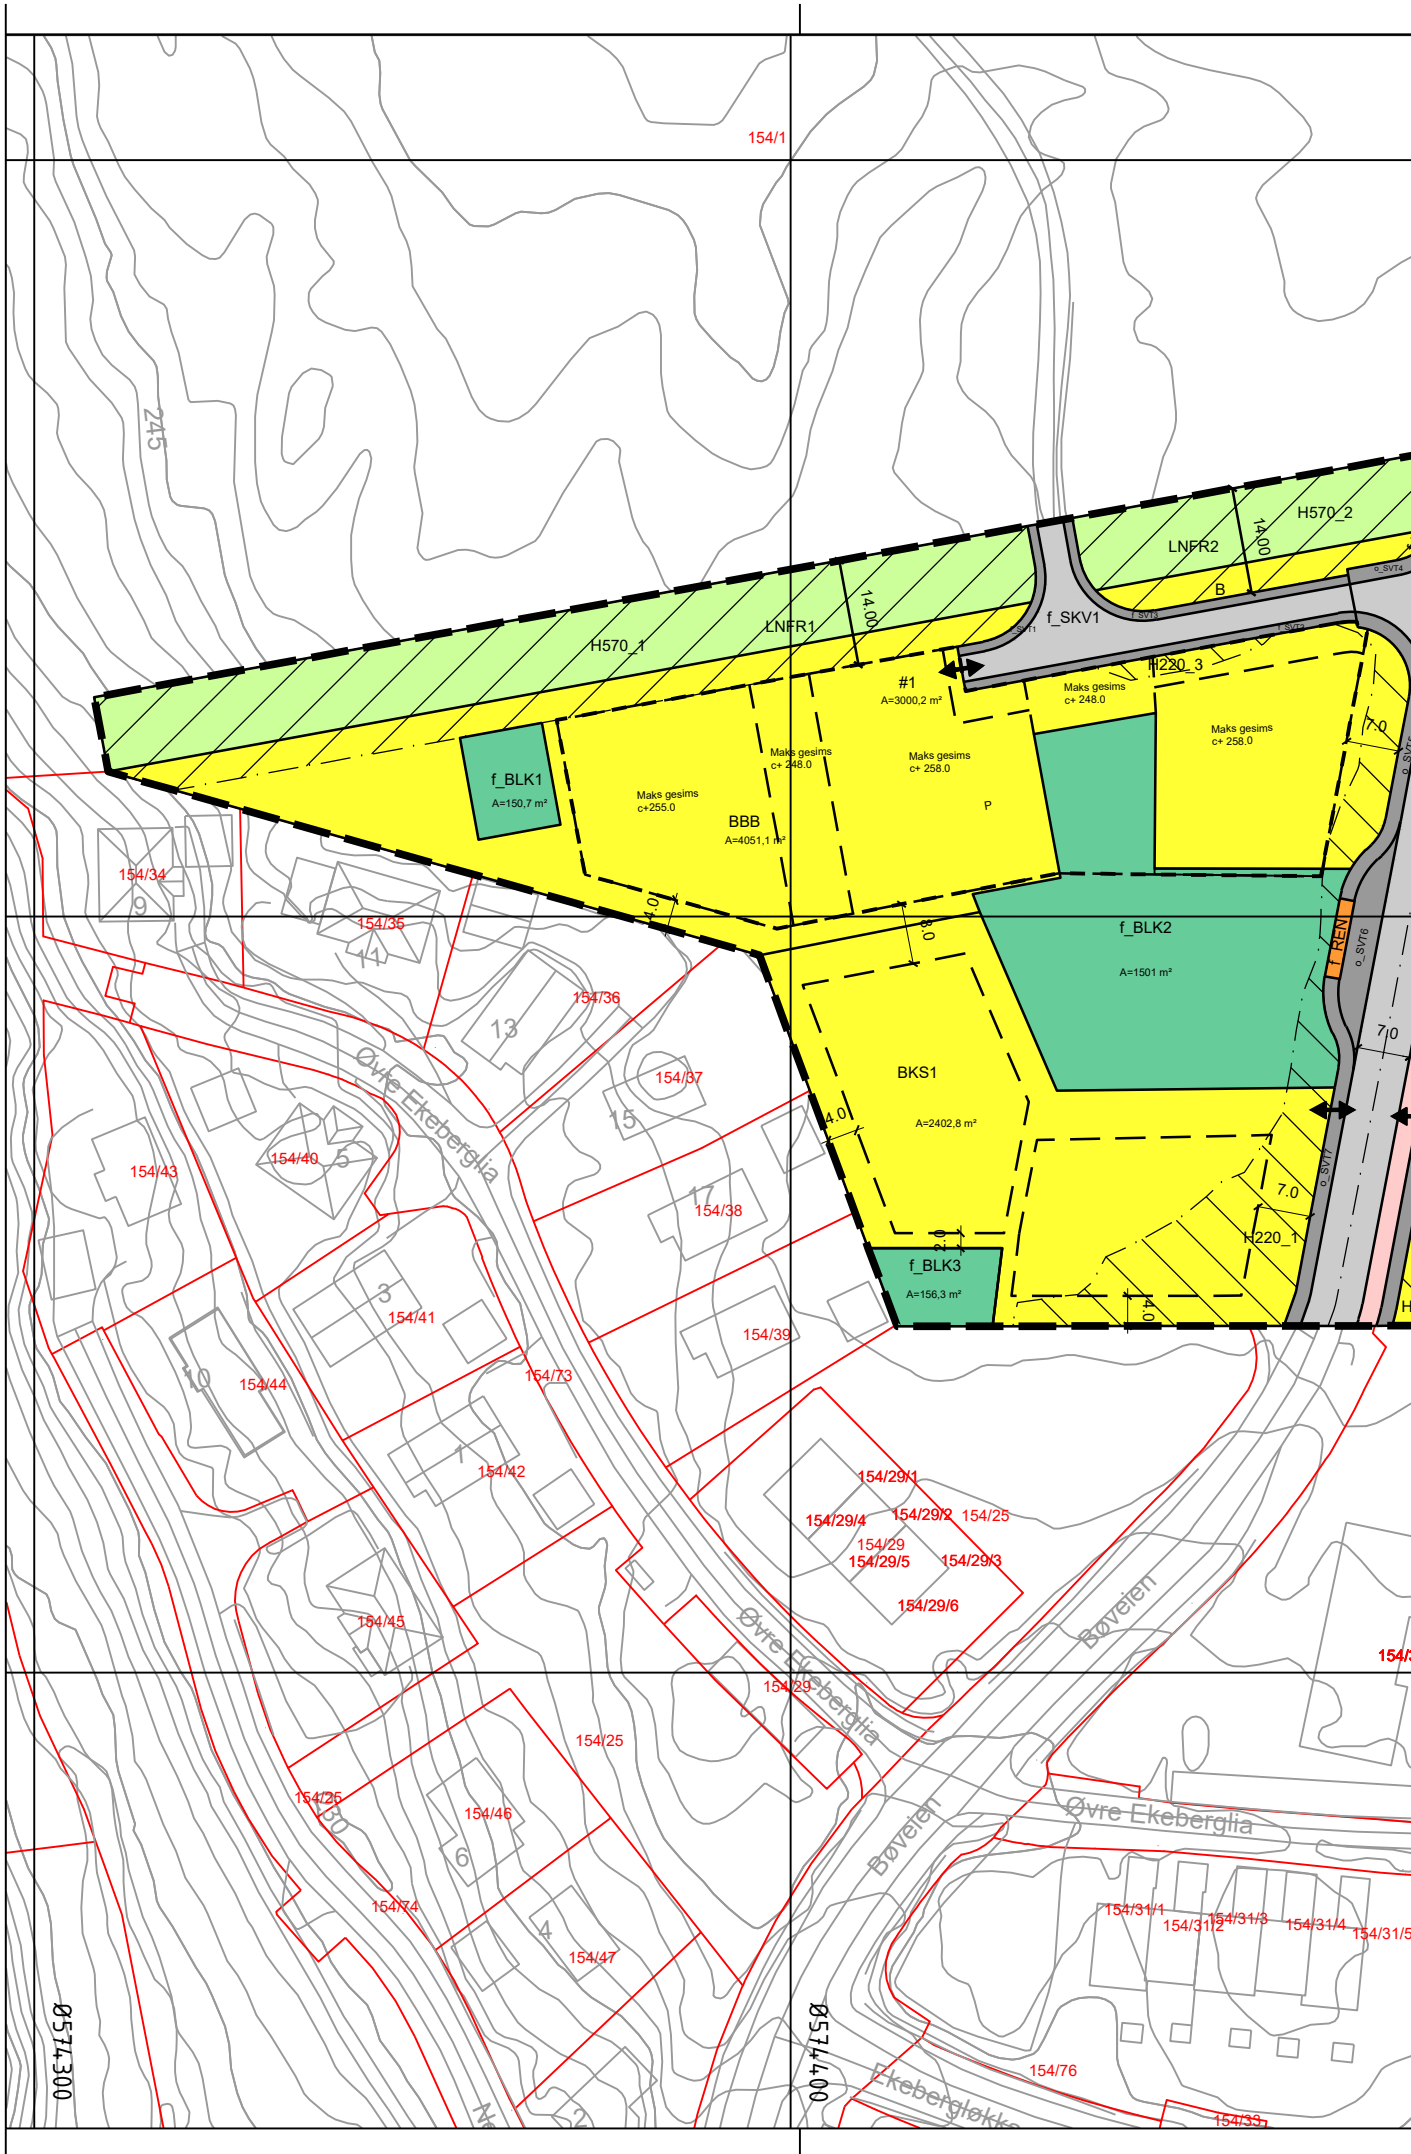 154/1
245
H570_2
14.00
LNFR2
o_SVT4
B
14.00
f_SVT3
f_SKV1
LNFR1
f_SVT1
f_SVT2
H570_1
H220_3
#1
A=3000,2 m²
Maks gesims
c+ 248.0
Maks gesims
c+ 258.0
7.0
Maks gesims
c+ 248.0
Maks gesims
c+ 258.0
f_BLK1
A=150,7 m²
Maks gesims
c+255.0
P
BBB
A=4051,1 m²
154/34
9
4.0
154/35
11
8.0
f_BLK2
f_REN
o_SVT6
A=1501 m²
154/36
13
7.0
Øvre Ekeberglia
154/37
15
BKS1
4.0
A=2402,8 m²
154/43
154/40
5
o_SVT7
17
154/38
7.0
2.0
H220_1
f_BLK3
A=156,3 m²
3
154/41
4.0
H
154/39
10
154/44
154/73
1
154/42
154/29/1
154/29/4
154/29/2
154/25
154/29
154/29/5
154/29/3
154/29/6
Bøveien
154/45
Øvre Ekeberglia
154/29
154/25
154/25
230
154/46
6
Bøveien
Øvre Ekeberglia
154/74
154/31/1
154/31/2
154/31/3
154/31/4
154/31/5
4
154/47
Ø574300
Ø574400
154/76
Ekebergløkka
2
154/33